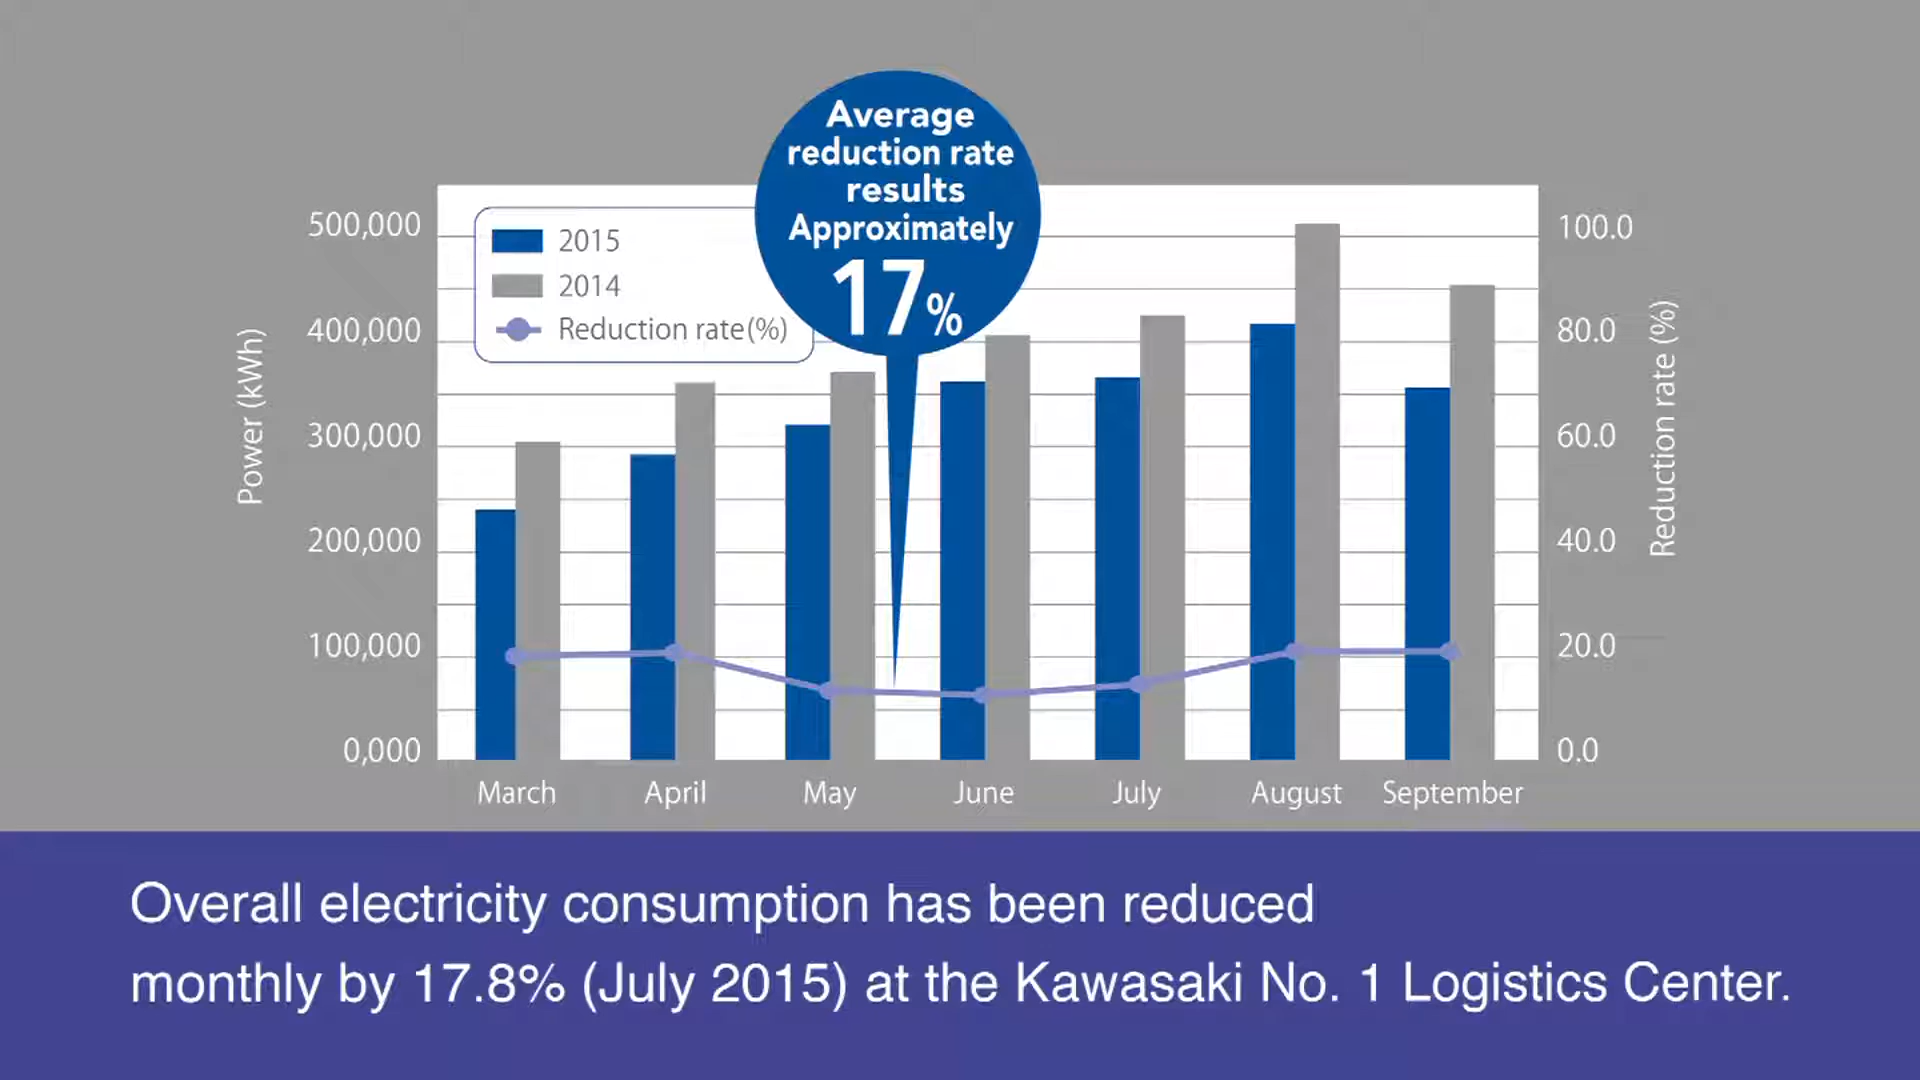 Average
reduction rate
results
Approximately
17%
2015
2014
Reduction rate(%)
Power (kWh)
500,000
400,000
300,000
200,000
100,000
0,000
100.0
80.0
60.0
40.0
20.0
0.0
Reduction rate (%)
March April May June July August September
Overall electricity consumption has been reduced
monthly by 17.8% (July 2015) at the Kawasaki No. 1 Logistics Center.